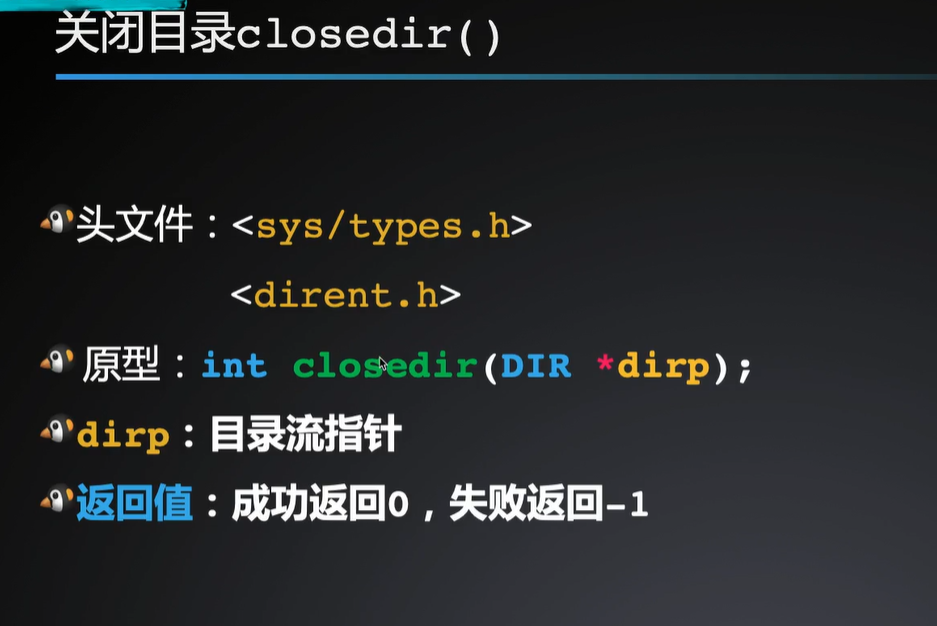 关闭目录closedir()
头文件：<sys/types.h>
<dirent.h>
原型：int closedir(DIR *dirp);
dirp：目录流指针
返回值：成功返回0，失败返回-1